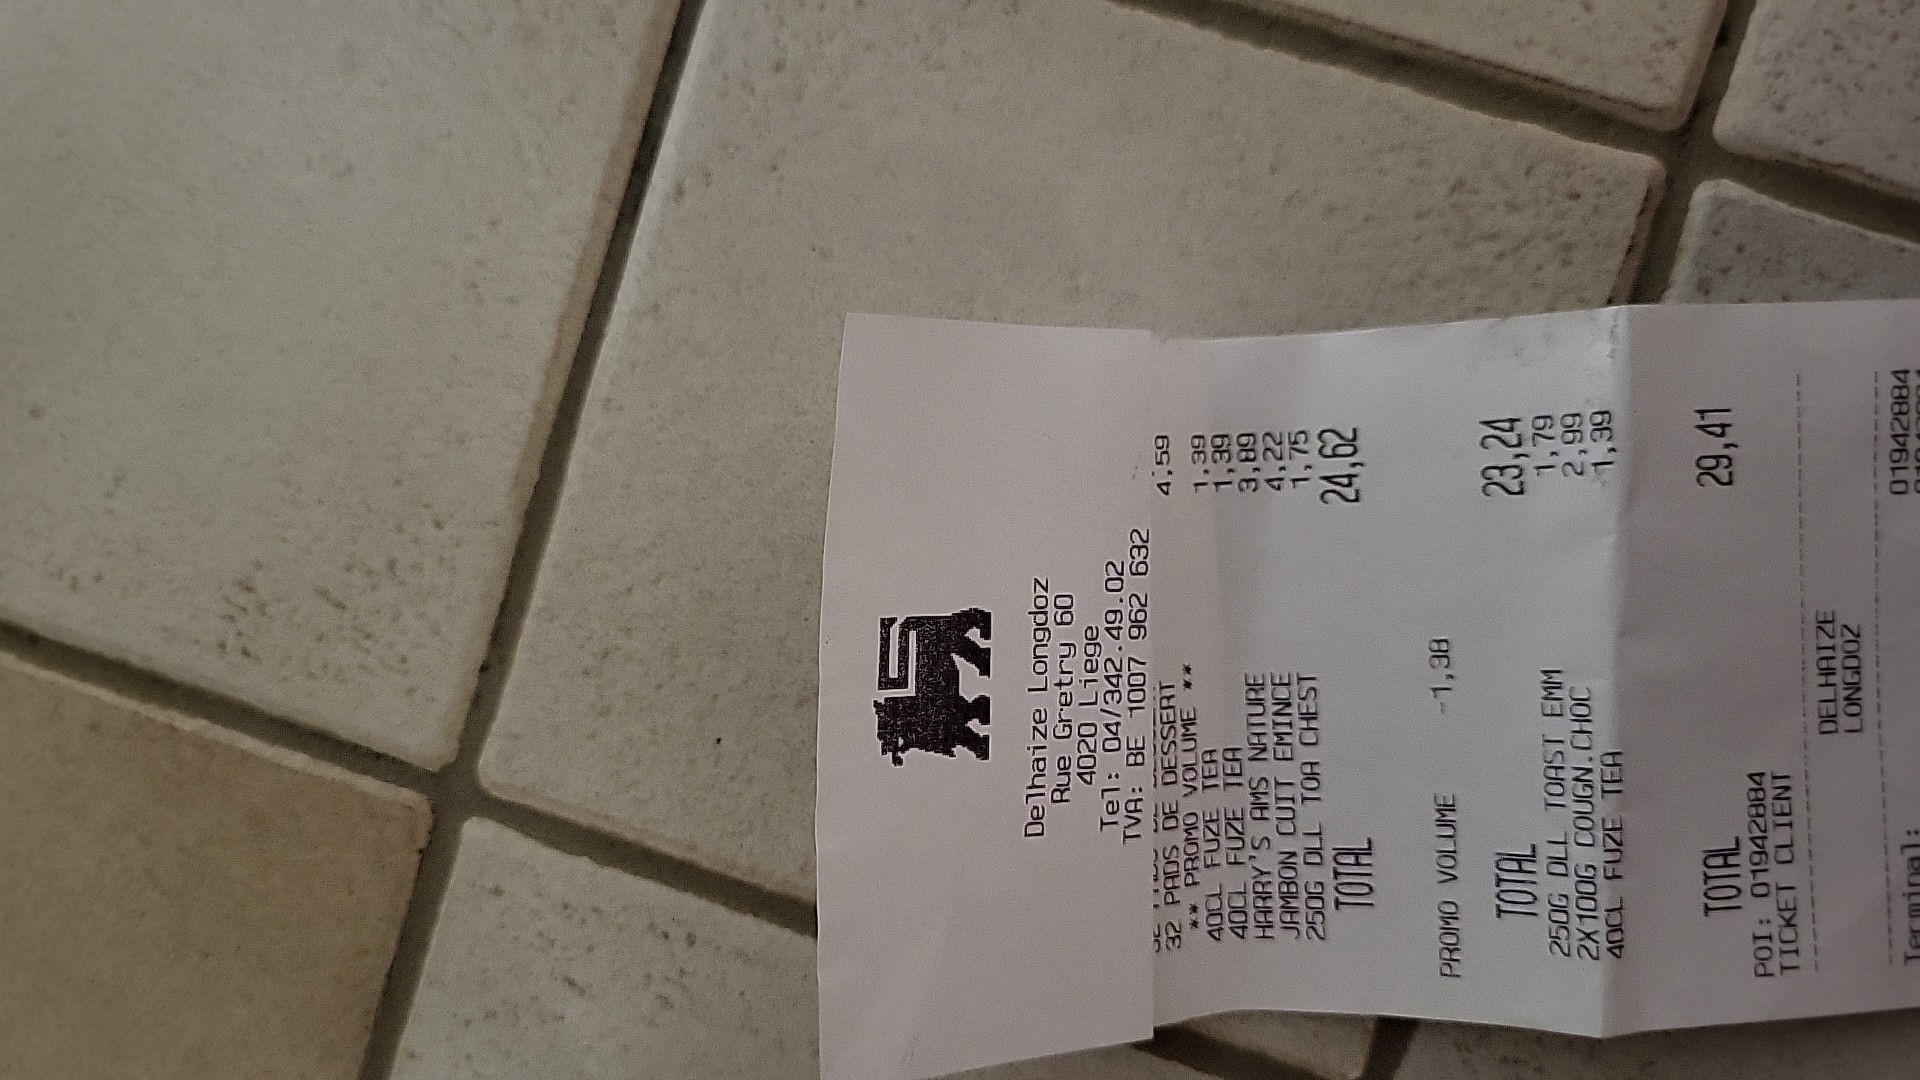 Delhaize Longdoz
Rue Gretry 60
4020 Liege
Tel: 04/342.49.02
TVA: BE 1007 962 632
32 PADS DE DESSERT 4,59
** PROMO VOLUME **
40CL FUZE TEA 1,39
40CL FUZE TEA 1,39
HARRY'S AMS NATURE 3,89
JAMBON CUIT EMINCE 4,22
250G DLL TOA CHEST 1,75
TOTAL 24,62
PROMO VOLUME -1,38
TOTAL 23,24
250G DLL TOAST EMM 1,79
2X100G COUGN.CHOC 2,99
40CL FUZE TEA 1,39
TOTAL 29,41
POI: 01942884
TICKET CLIENT
DELHAIZE
LONGDOZ
Terminal: 01942884